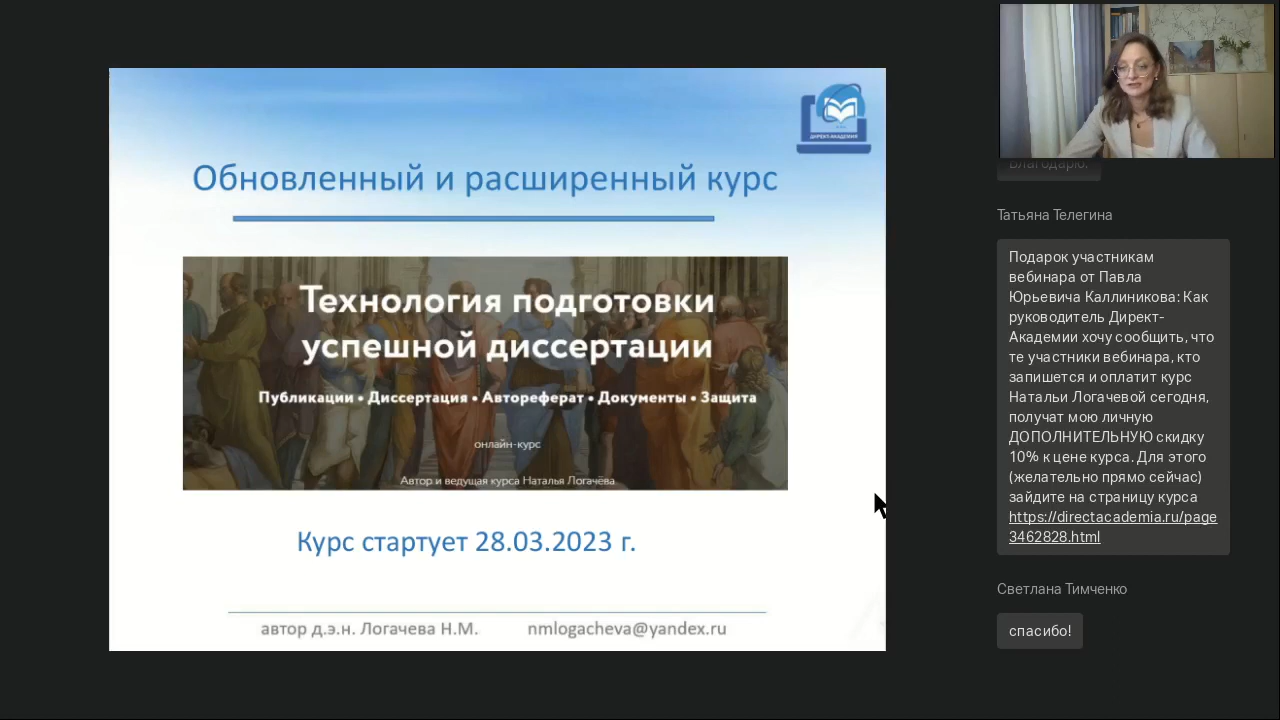 ДИРЕКТ-АКАДЕМИЯ
Обновленный и расширенный курс
Технология подготовки
успешной диссертации
Публикации • Диссертация • Автореферат • Документы • Защита
онлайн-курс
Автор и ведущая курса Наталья Логачёва
Курс стартует 28.03.2023 г.
автор д.э.н. Логачева Н.М. nmlogacheva@yandex.ru
Благодарю!
Татьяна Телегина
Подарок участникам
вебинара от Павла
Юрьевича Каллиникова: Как
руководитель Директ-
Академии хочу сообщить, что
те участники вебинара, кто
запишется и оплатит курс
Натальи Логачевой сегодня,
получат мою личную
ДОПОЛНИТЕЛЬНУЮ скидку
10% к цене курса. Для этого
(желательно прямо сейчас)
зайдите на страницу курса
https://directacademia.ru/page
3462828.html
Светлана Тимченко
спасибо!